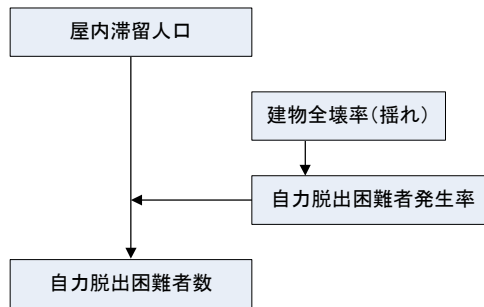 屋内滞留人口
建物全壊率（揺れ）
自力脱出困難者発生率
自力脱出困難者数